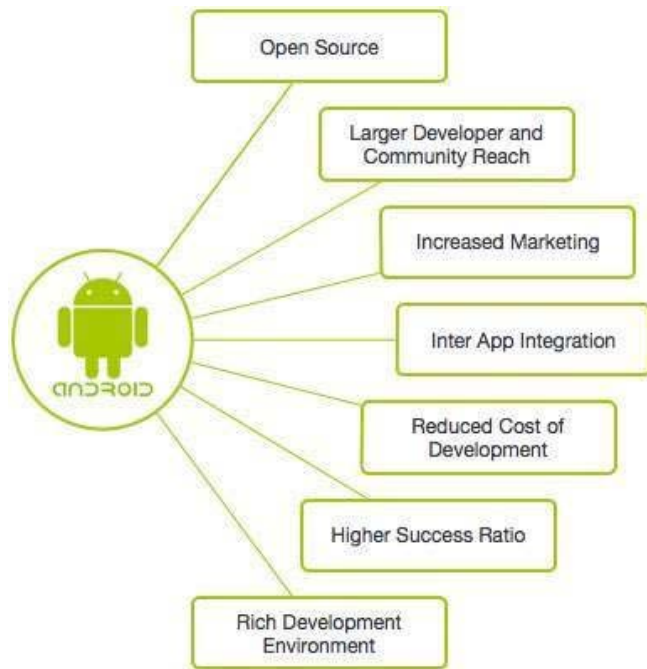 Open Source
Larger Developer and
Community Reach
Increased Marketing
Inter App Integration
ANDROID
Reduced Cost of
Development
Higher Success Ratio
Rich Development
Environment